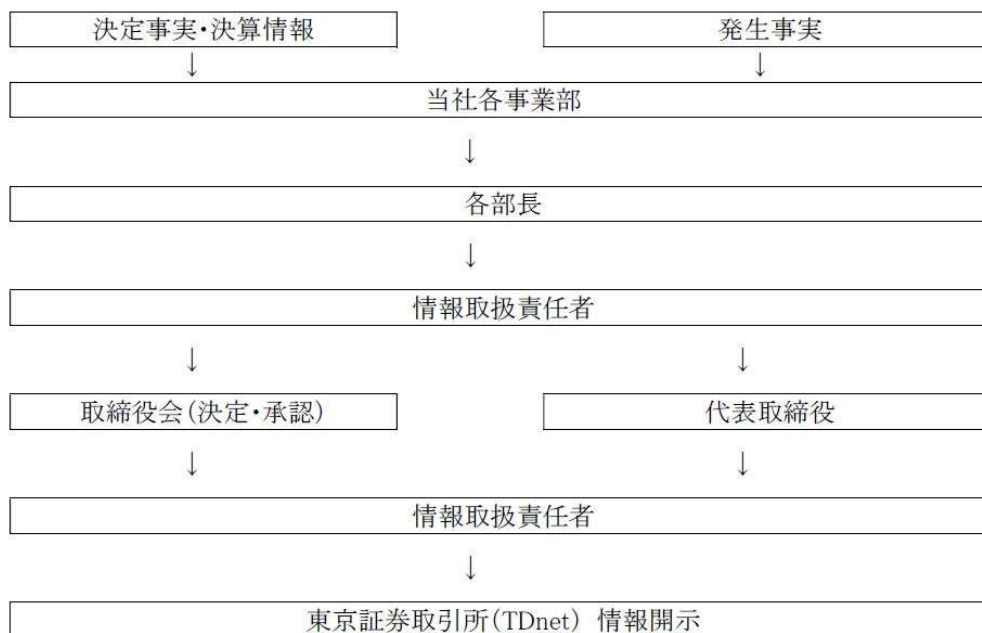 決定事実・決算情報
発生事実
↓
↓
当社各事業部
↓
各部長
↓
情報取扱責任者
↓
↓
取締役会(決定・承認)
代表取締役
↓
↓
情報取扱責任者
↓
東京証券取引所(TDnet) 情報開示